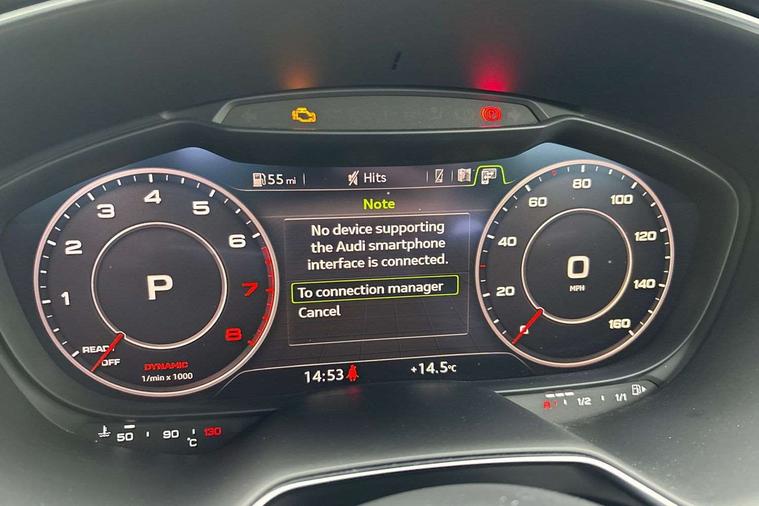 55 mi
Hits
Note
No device supporting
the Audi smartphone
interface is connected.
To connection manager
Cancel
14:53
+14.5°C
1
2
3
4
5
6
7
8
READY
OFF
P
DYNAMIC
1/min x 1000
0
20
40
60
80
100
120
140
160
0
MPH
50
90
130
°C
R
1/2
1/1